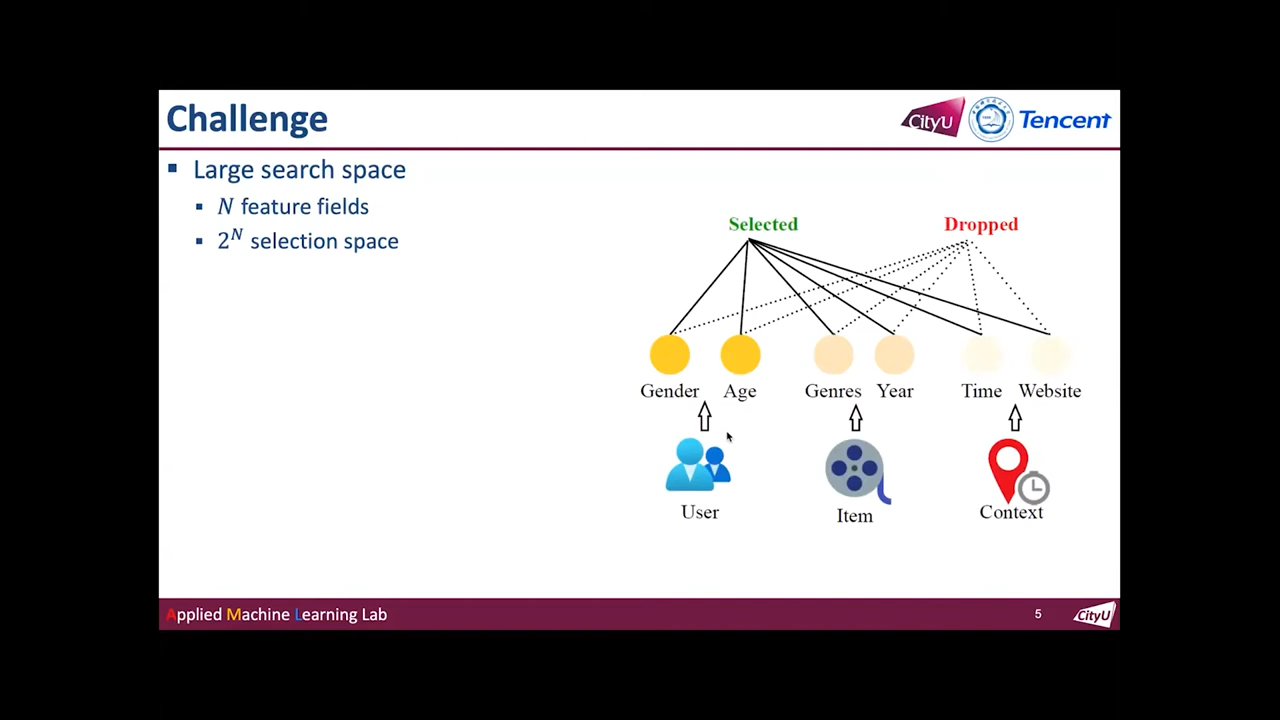 Challenge
CityU
Tencent
Large search space
N feature fields
2^N selection space
Selected
Dropped
Gender
Age
Genres
Year
Time
Website
User
Item
Context
Applied Machine Learning Lab
5
CityU